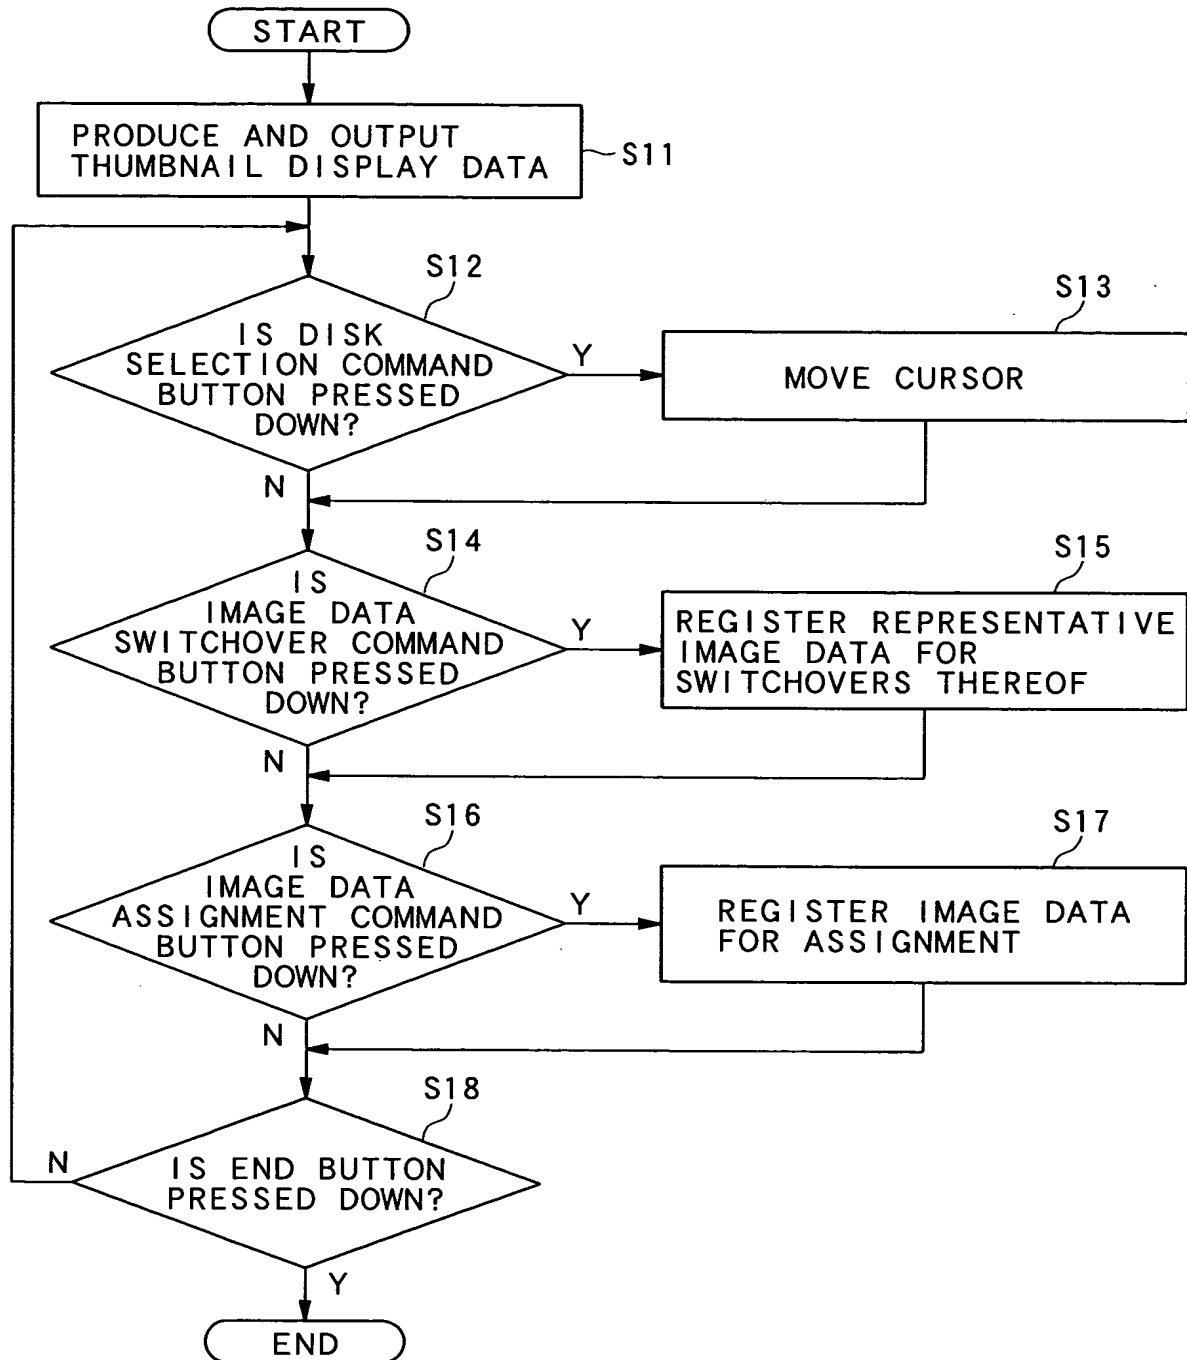 START
PRODUCE AND OUTPUT
THUMBNAIL DISPLAY DATA
S11
S12
IS DISK
SELECTION COMMAND
BUTTON PRESSED
DOWN?
Y
N
S13
MOVE CURSOR
S14
IS
IMAGE DATA
SWITCHOVER COMMAND
BUTTON PRESSED
DOWN?
Y
N
S15
REGISTER REPRESENTATIVE
IMAGE DATA FOR
SWITCHOVERS THEREOF
S16
IS
IMAGE DATA
ASSIGNMENT COMMAND
BUTTON PRESSED
DOWN?
Y
N
S17
REGISTER IMAGE DATA
FOR ASSIGNMENT
S18
IS END BUTTON
PRESSED DOWN?
N
Y
END